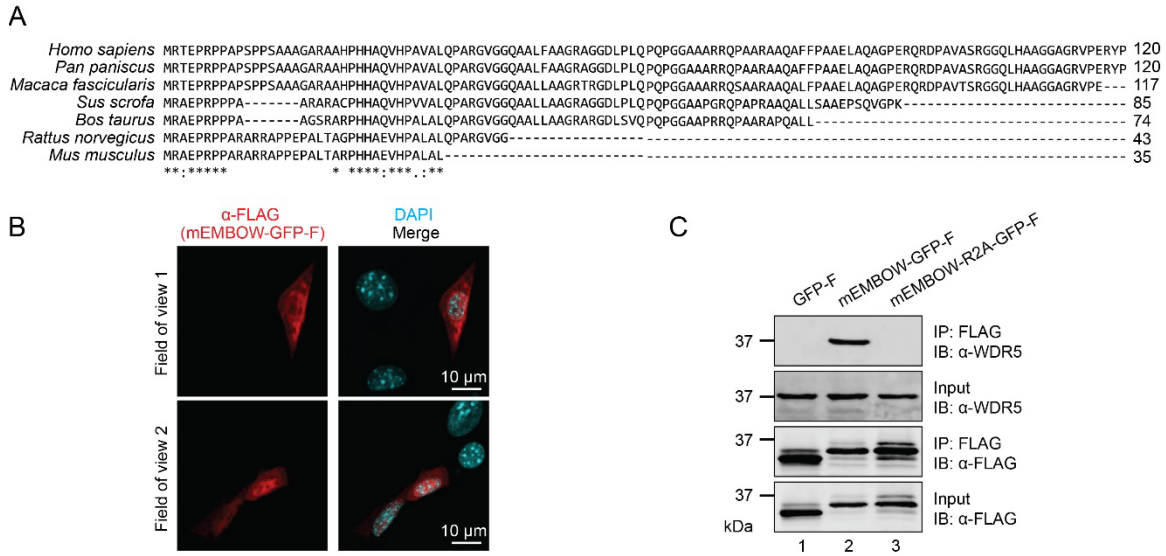 A
Homo sapiens MRTEPRPPAPSPPSAAAGARAAHPHHAQVHPAVALQPARGVGGQAALFAAGRAGGDLPLQPQPGGAAARRQPAARAAQAFFPAAELAQAGPERQRDPAVASRGGQLHAAGGAGRVPERYP 120
Pan paniscus MRTEPRPPAPSPPSAAAGARAAHPHHAQVHPAVALQPARGVGGQAALFAAGRAGGDLPLQPQPGGAAARRQPAARAAQAFFPAAELAQAGPERQRDPAVASRGGQLHAAGGAGRVPERYP 120
Macaca fascicularis MRTEPRPPAPSPPSAAAGARAAHPHHAQVHPAVALQPARGVGGQAALLAAGRTRGDLPLQPQPGGAAARRQPAARAAQAFFPAAELAQAGPERQRDPAVTSRGGQLHAAGGAGRVPE--- 117
Sus scrofa MRAEPRPPPA------ARARACPHHAQVHPVVALQPARGVGGQAALLAAGRAGGDLPLQPQPGGAAPGRQPAPRAAQALLSAAEPSQVGPK---------------------------- 85
Bos taurus MRAEPRPPPA------AGSRARPHHAQVHPAVALQPARGVGGQAALLAAGRARGDLSVQPQPGGAAPRRQPAARAPQALL--------------------------------------- 74
Rattus norvegicus MRAEPRPPARARRAPPEPALTAGPHHAQVHPALALQPARGVGG---------------------------------------------------------------------------- 43
Mus musculus MRAEPRPPARARRAPPEPALTARPHHAEVHPALAL------------------------------------------------------------------------------------ 35
**:***** * ****:***.:**
B
α-FLAG
(mEMBOW-GFP-F)
DAPI
Merge
Field of view 1
10 µm
Field of view 2
10 µm
C
GFP-F
mEMBOW-GFP-F
mEMBOW-R2A-GFP-F
37
IP: FLAG
IB: α-WDR5
37
Input
IB: α-WDR5
37
IP: FLAG
IB: α-FLAG
37
Input
IB: α-FLAG
kDa
1 2 3